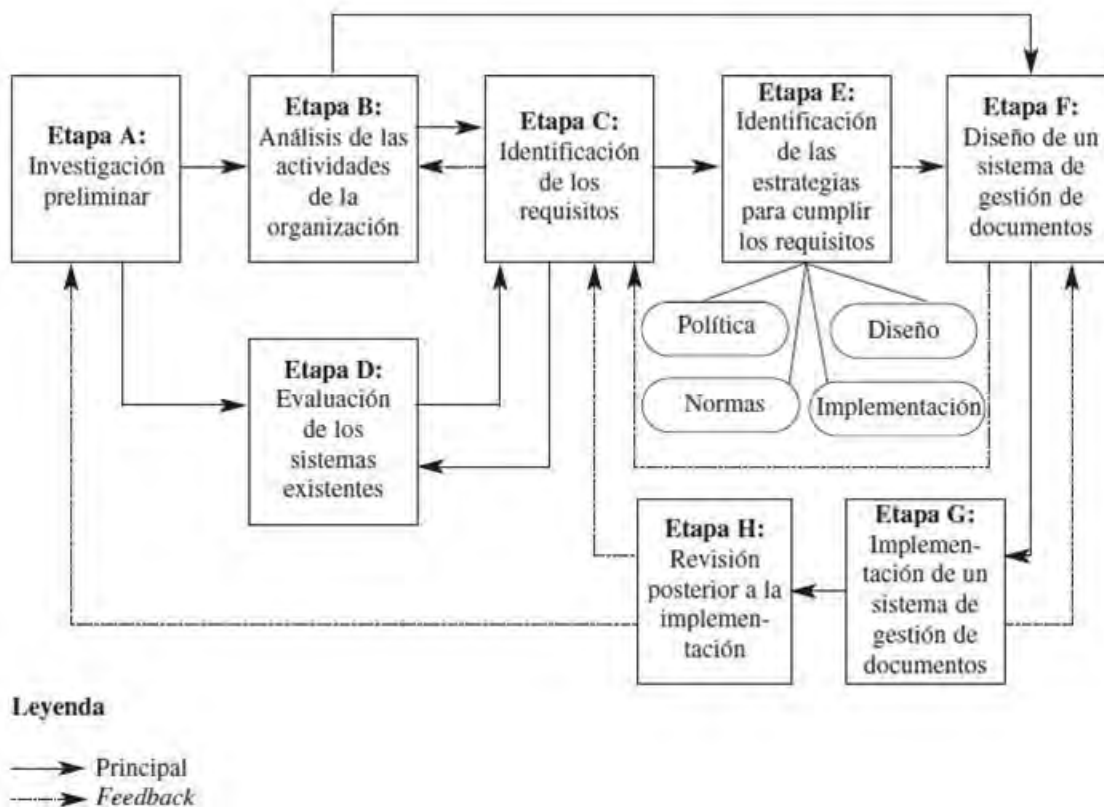 Etapa A:
Investigación
preliminar
Etapa B:
Análisis de las
actividades
de la
organización
Etapa C:
Identificación
de los
requisitos
Etapa E:
Identificación
de las
estrategias
para cumplir
los requisitos
Etapa F:
Diseño de un
sistema de
gestión de
documentos
Política
Diseño
Normas
Implementación
Etapa D:
Evaluación
de los
sistemas
existentes
Etapa H:
Revisión
posterior a la
implemen-
tación
Etapa G:
Implemen-
tación de un
sistema de
gestión de
documentos
Leyenda
Principal
Feedback